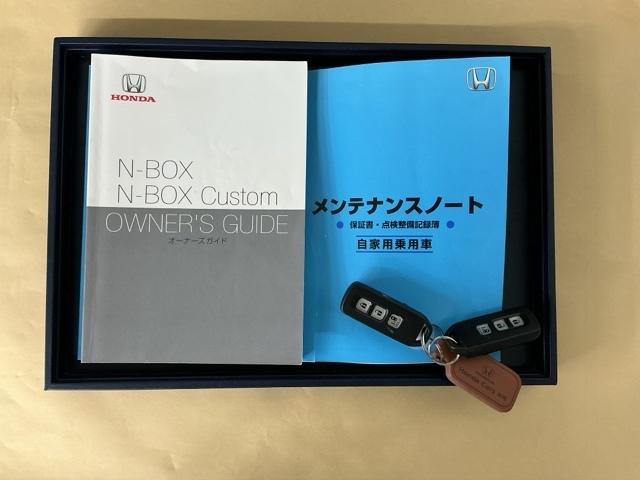 HONDA
N-BOX
N-BOX Custom
OWNER'S GUIDE
オーナーズガイド
メンテナンスノート
保証書・点検整備記録簿
自家用乗用車
Honda Cars